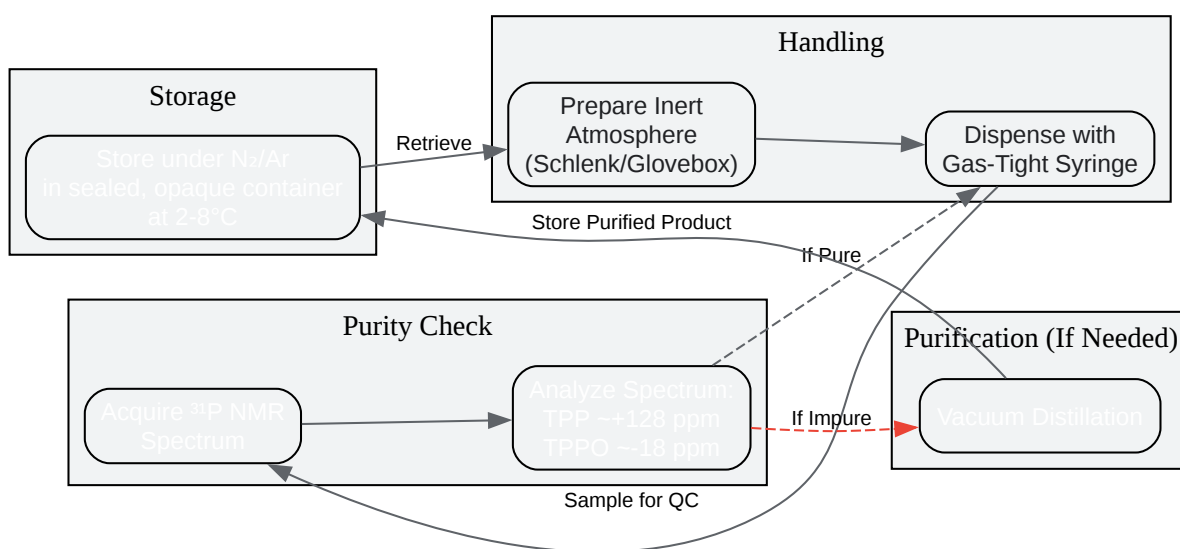 Handling
Storage
Prepare Inert
Atmosphere
(Schlenk/Glovebox)
Dispense with
Gas-Tight Syringe
Retrieve
Store under N₂/Ar
in sealed, opaque container
at 2-8°C
Store Purified Product
If Pure
Purity Check
Purification (If Needed)
Acquire ³¹P NMR
Spectrum
Analyze Spectrum:
TPP ~+128 ppm
TPPO ~-18 ppm
If Impure
Vacuum Distillation
Sample for QC